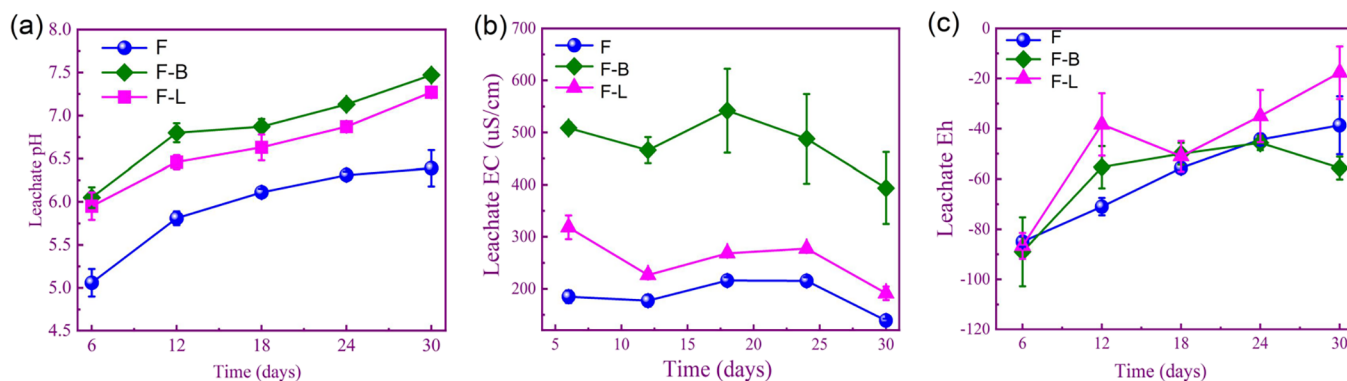 (a)
F
F-B
F-L
Leachate pH
8.0
7.5
7.0
6.5
6.0
5.5
5.0
4.5
6 12 18 24 30
Time (days)
(b)
F
F-B
F-L
Leachate EC (uS/cm)
700
600
500
400
300
200
5 10 15 20 25 30
Time (days)
(c)
F
F-B
F-L
Leachate Eh
0
-20
-40
-60
-80
-100
-120
6 12 18 24 30
Time (days)